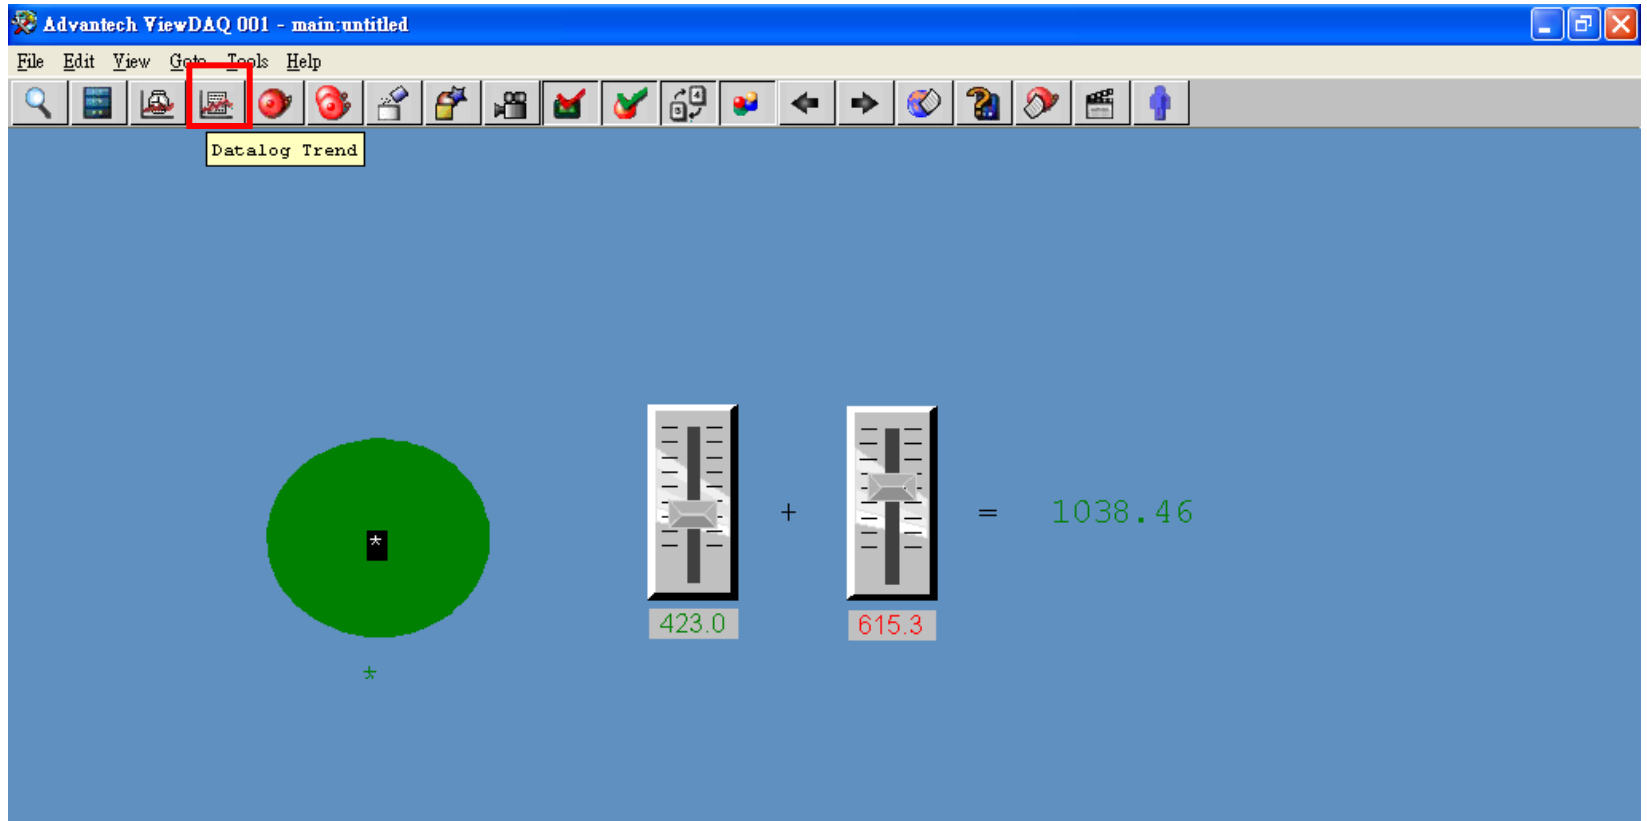 Advantech ViewDAQ 001 - main:untitled
File Edit View Goto Tools Help
Datalog Trend
*
+ = 1038.46
423.0 615.3
*